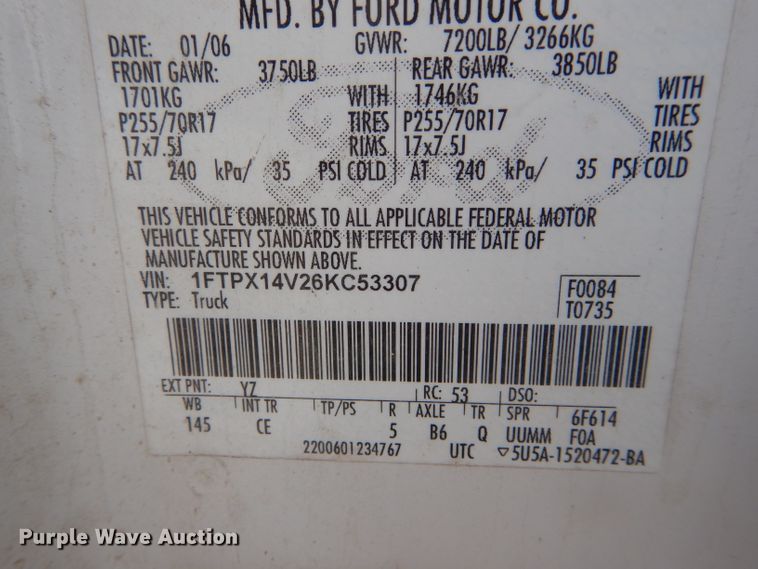 MFD. BY FORD MOTOR CO.
DATE: 01/06 GVWR: 7200LB/ 3266KG
FRONT GAWR: 3750LB REAR GAWR: 3850LB
1701KG WITH 1746KG WITH
P255/70R17 TIRES P255/70R17 TIRES
17x7.5J RIMS 17x7.5J RIMS
AT 240 kPa/ 35 PSI COLD AT 240 kPa/ 35 PSI COLD
THIS VEHICLE CONFORMS TO ALL APPLICABLE FEDERAL MOTOR
VEHICLE SAFETY STANDARDS IN EFFECT ON THE DATE OF
MANUFACTURE SHOWN ABOVE.
VIN: 1FTPX14V26KC53307 F0084
TYPE: Truck T0735
EXT PNT: YZ RC: 53 DSO:
WB INT TR TP/PS R AXLE TR SPR 6F614
145 CE 5 B6 Q UUMM F0A
2200601234767 UTC ▽5U5A-1520472-BA
Ford
Purple Wave Auction